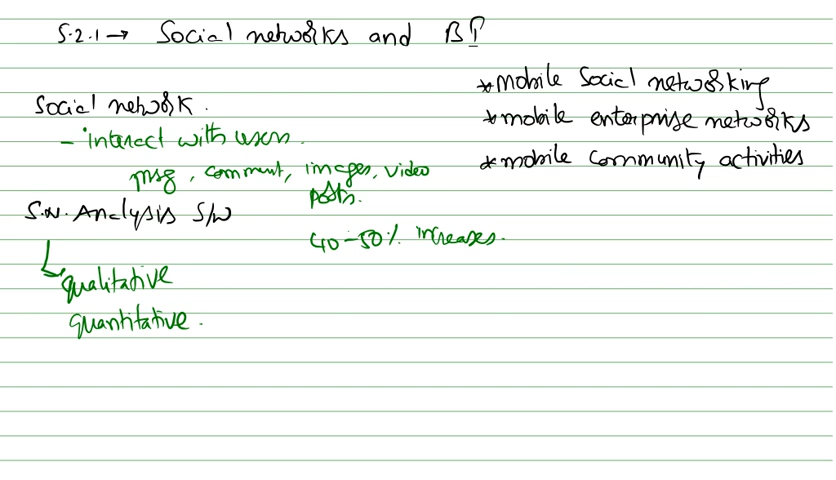 5.2.1 → Social networks and BI
Social network.
- interact with users.
msg, comment, images, video
posts.
S.N. Analysis S/W
40-50% increases.
qualitative
quantitative.
* mobile Social networking
* mobile enterprise networks
* mobile Community activities